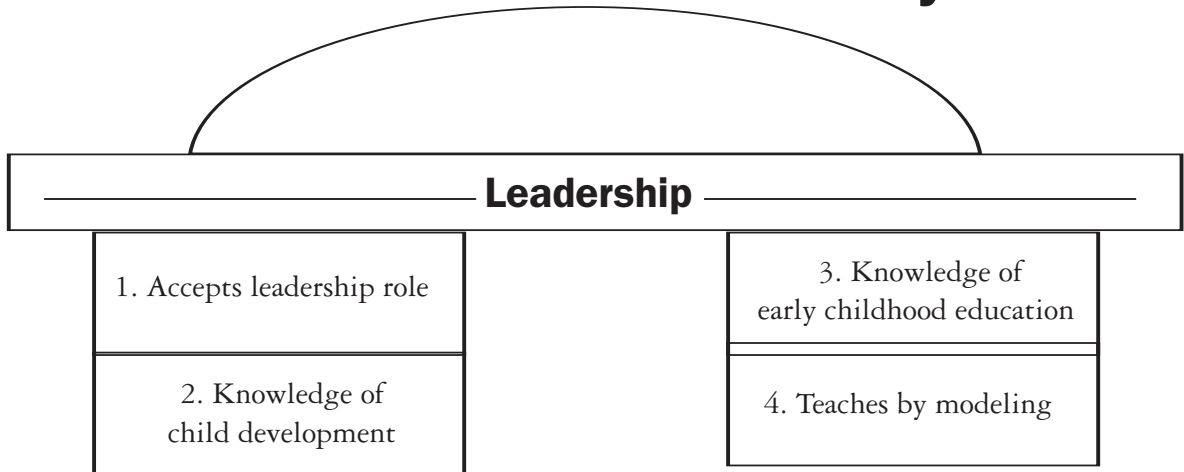 Leadership
1. Accepts leadership role
2. Knowledge of
child development
3. Knowledge of
early childhood education
4. Teaches by modeling